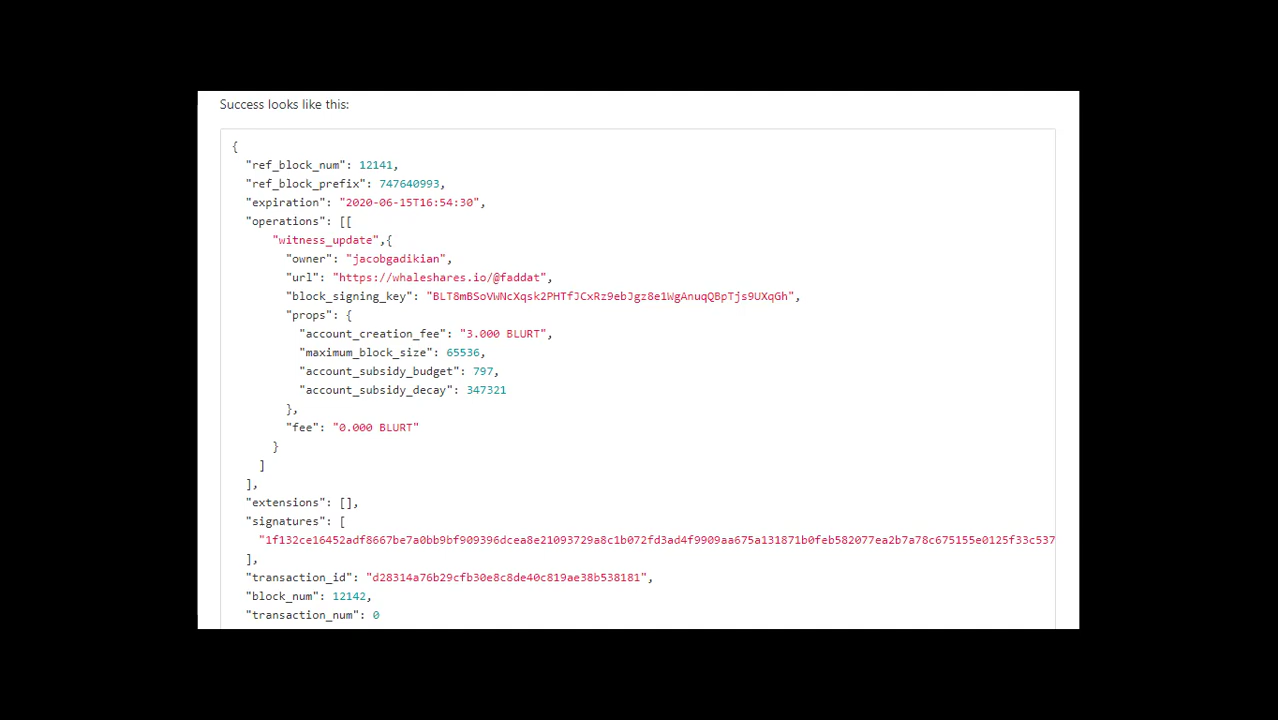 Success looks like this:
{
"ref_block_num": 12141,
"ref_block_prefix": 747640993,
"expiration": "2020-06-15T16:54:30",
"operations": [[
"witness_update",{
"owner": "jacobgadikian",
"url": "https://whaleshares.io/@faddat",
"block_signing_key": "BLT8mBSoVWNcXqsk2PHTfJCxRz9ebJgz8e1WgAnuqQBpTjs9UXqGh",
"props": {
"account_creation_fee": "3.000 BLURT",
"maximum_block_size": 65536,
"account_subsidy_budget": 797,
"account_subsidy_decay": 347321
},
"fee": "0.000 BLURT"
}
]
],
"extensions": [],
"signatures": [
"1f132ce16452adf8667be7a0bb9bf909396dcea8e21093729a8c1b072fd3ad4f9909aa675a131871b0feb582077ea2b7a78c675155e0125f33c537
],
"transaction_id": "d28314a76b29cfb30e8c8de40c819ae38b538181",
"block_num": 12142,
"transaction_num": 0